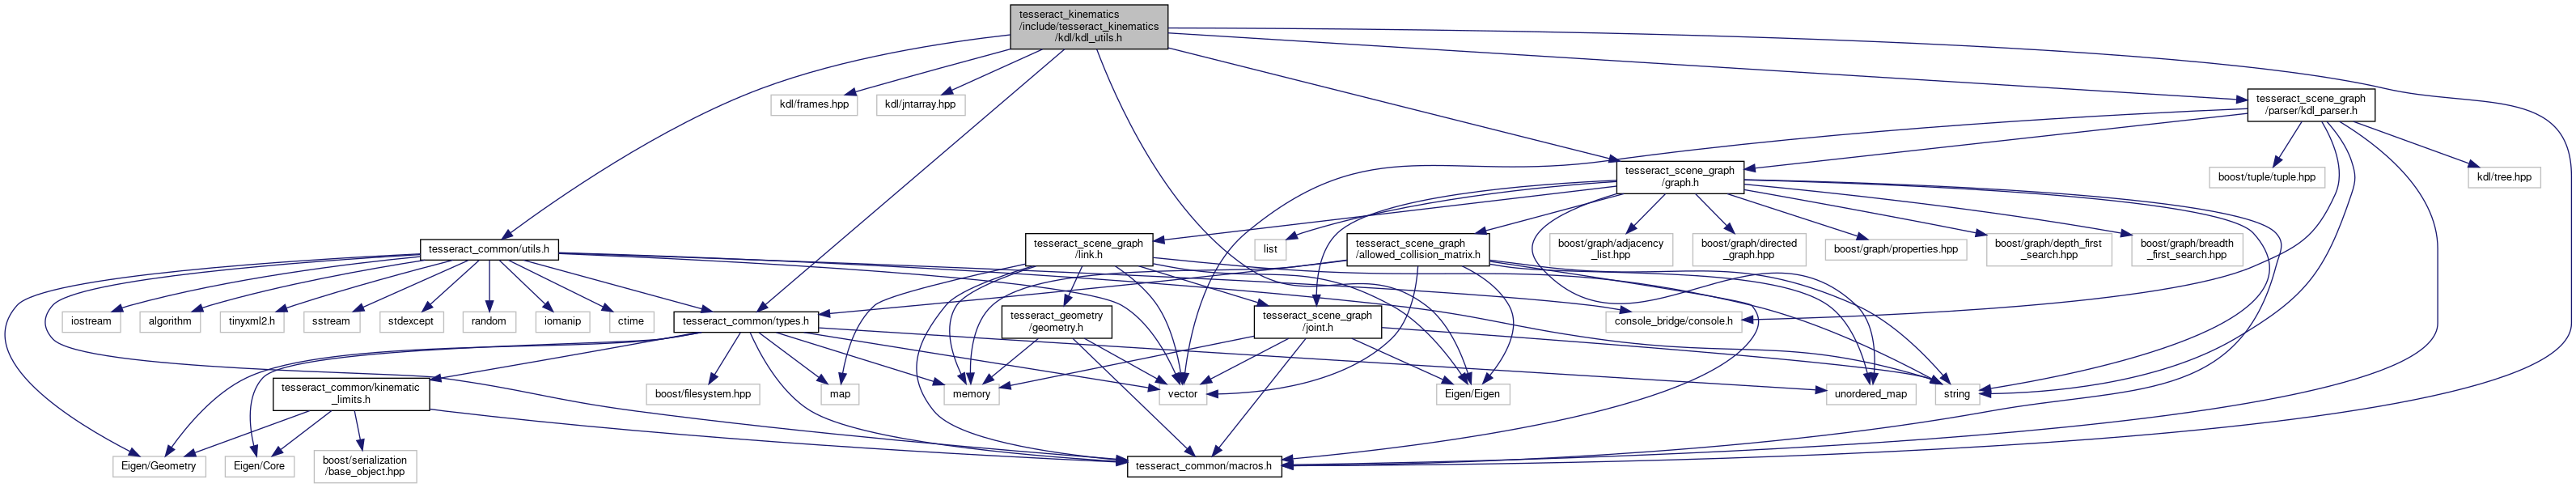 tesseract_kinematics
/include/tesseract_kinematics
/kdl/kdl_utils.h
kdl/frames.hpp
kdl/jntarray.hpp
tesseract_scene_graph
/parser/kdl_parser.h
tesseract_scene_graph
/graph.h
boost/tuple/tuple.hpp
kdl/tree.hpp
tesseract_common/utils.h
tesseract_scene_graph
/link.h
list
tesseract_scene_graph
/allowed_collision_matrix.h
boost/graph/adjacency
_list.hpp
boost/graph/directed
_graph.hpp
boost/graph/properties.hpp
boost/graph/depth_first
_search.hpp
boost/graph/breadth
_first_search.hpp
iostream
algorithm
tinyxml2.h
sstream
stdexcept
random
iomanip
ctime
tesseract_common/types.h
tesseract_geometry
/geometry.h
tesseract_scene_graph
/joint.h
console_bridge/console.h
tesseract_common/kinematic
_limits.h
boost/filesystem.hpp
map
memory
vector
Eigen/Eigen
unordered_map
string
Eigen/Geometry
Eigen/Core
boost/serialization
/base_object.hpp
tesseract_common/macros.h